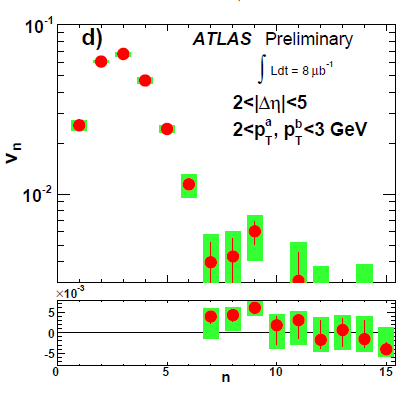 10⁻¹
d) ATLAS Preliminary
∫ Ldt = 8 μb⁻¹
2<|Δη|<5
2<p_T^a, p_T^b<3 GeV
v_n
10⁻²
×10⁻³
5
0
-5
0 5 10 15
n